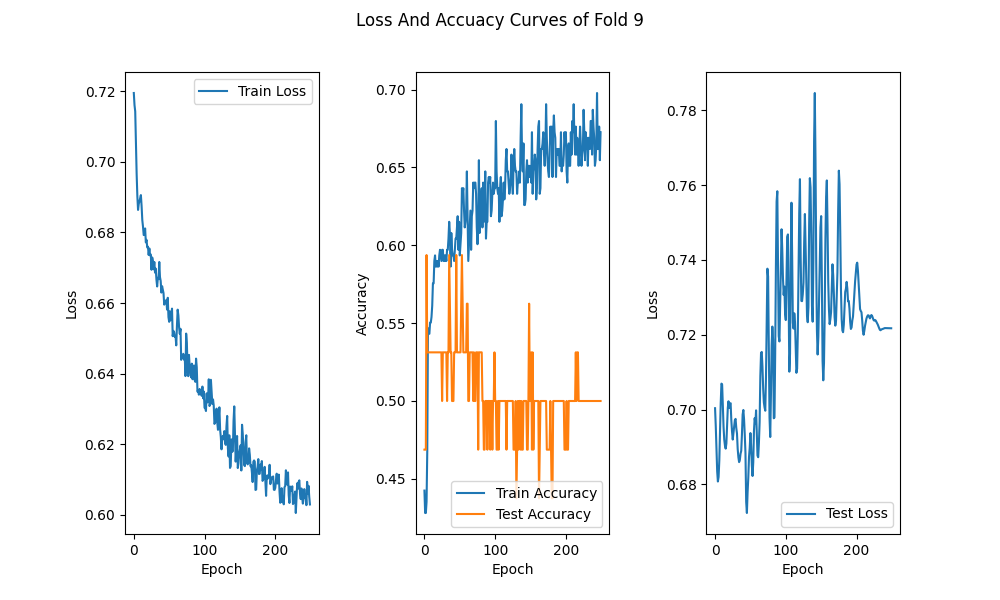 Loss And Accuacy Curves of Fold 9
0.72
0.70
0.68
0.66
0.64
0.62
0.60
Loss
0
100
200
Epoch
Train Loss
0.70
0.65
0.60
0.55
0.50
0.45
Accuracy
0
100
200
Epoch
Train Accuracy
Test Accuracy
0.78
0.76
0.74
0.72
0.70
0.68
Loss
0
100
200
Epoch
Test Loss